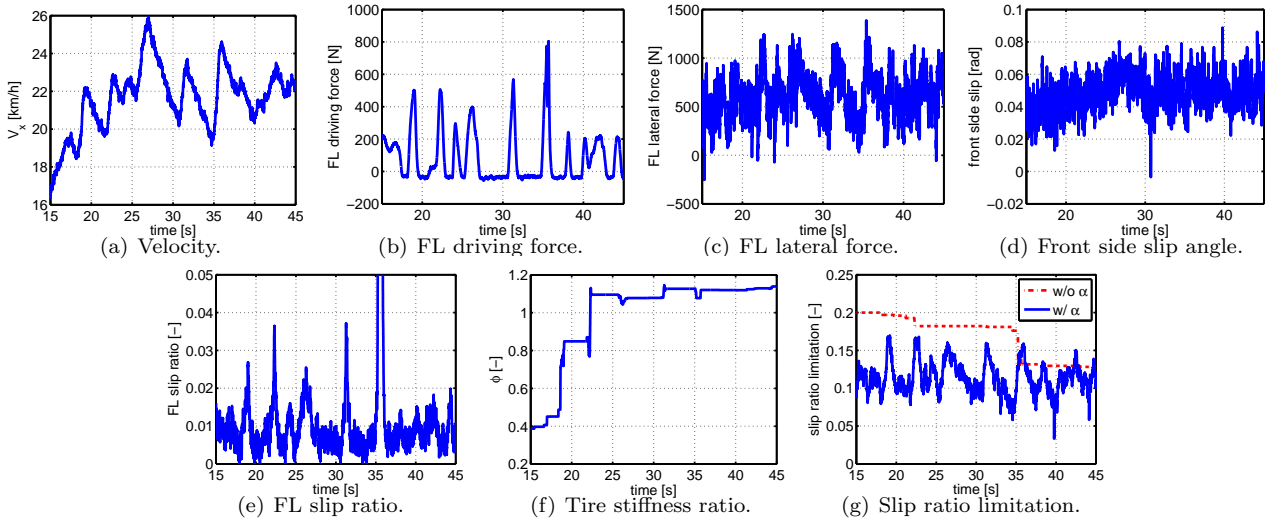 26
24
22
20
18
16
V_x [km/h]
15 20 25 30 35 40 45
time [s]
(a) Velocity.
1000
800
600
400
200
0
−200
FL driving force [N]
20 30 40
time [s]
(b) FL driving force.
1500
1000
500
0
−500
FL lateral force [N]
20 30 40
time [s]
(c) FL lateral force.
0.1
0.08
0.06
0.04
0.02
0
−0.02
front side slip [rad]
15 20 25 30 35 40 45
time [s]
(d) Front side slip angle.
0.05
0.04
0.03
0.02
0.01
0
FL slip ratio [−]
15 20 25 30 35 40 45
time [s]
(e) FL slip ratio.
1.2
1
0.8
0.6
0.4
0.2
ϕ [−]
15 20 25 30 35 40 45
time [s]
(f) Tire stiffness ratio.
0.25
0.2
0.15
0.1
0.05
0
slip ratio limitation [−]
w/o α
w/ α
15 20 25 30 35 40 45
time [s]
(g) Slip ratio limitation.